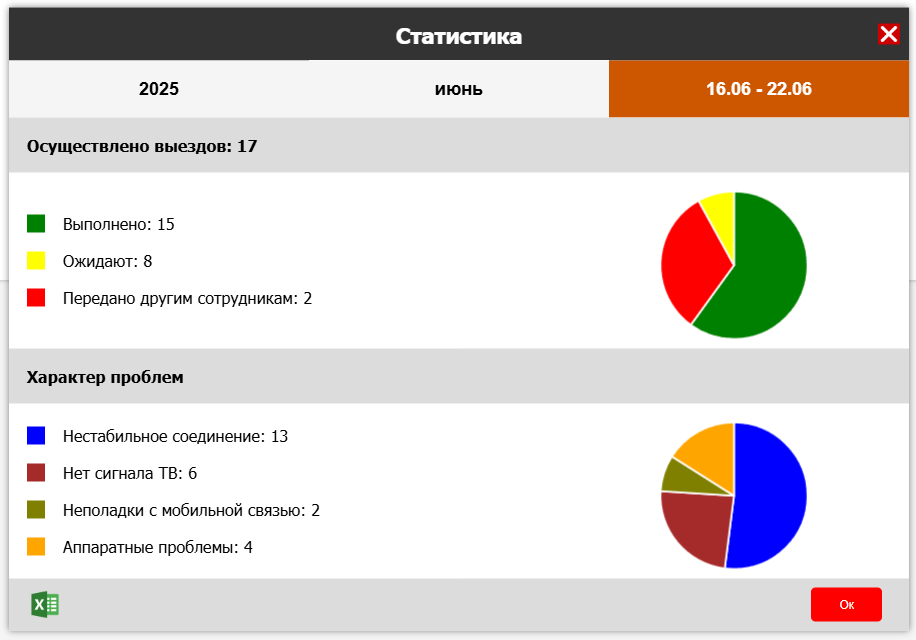 Статистика
2025
июнь
16.06 - 22.06
Осуществлено выездов: 17
Выполнено: 15
Ожидают: 8
Передано другим сотрудникам: 2
Характер проблем
Нестабильное соединение: 13
Нет сигнала ТВ: 6
Неполадки с мобильной связью: 2
Аппаратные проблемы: 4
X
Ок